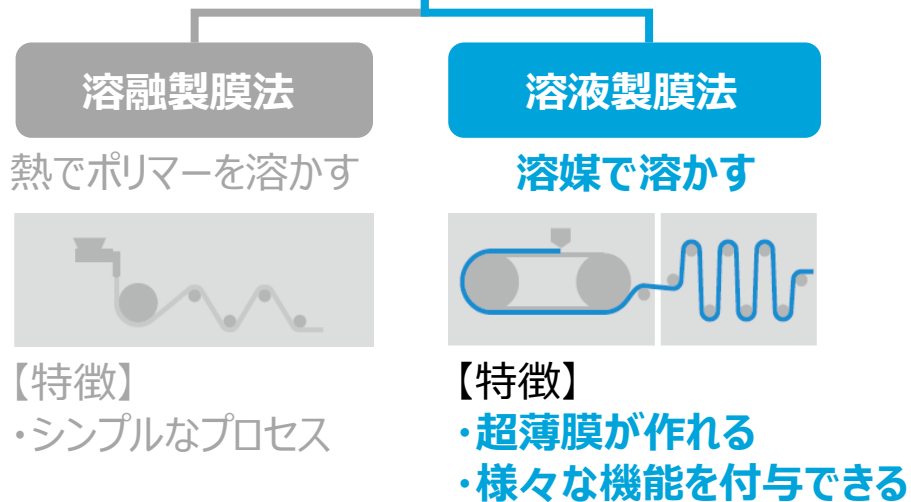 溶融製膜法
熱でポリマーを溶かす
【特徴】
・シンプルなプロセス
溶液製膜法
溶媒で溶かす
【特徴】
・超薄膜が作れる
・様々な機能を付与できる